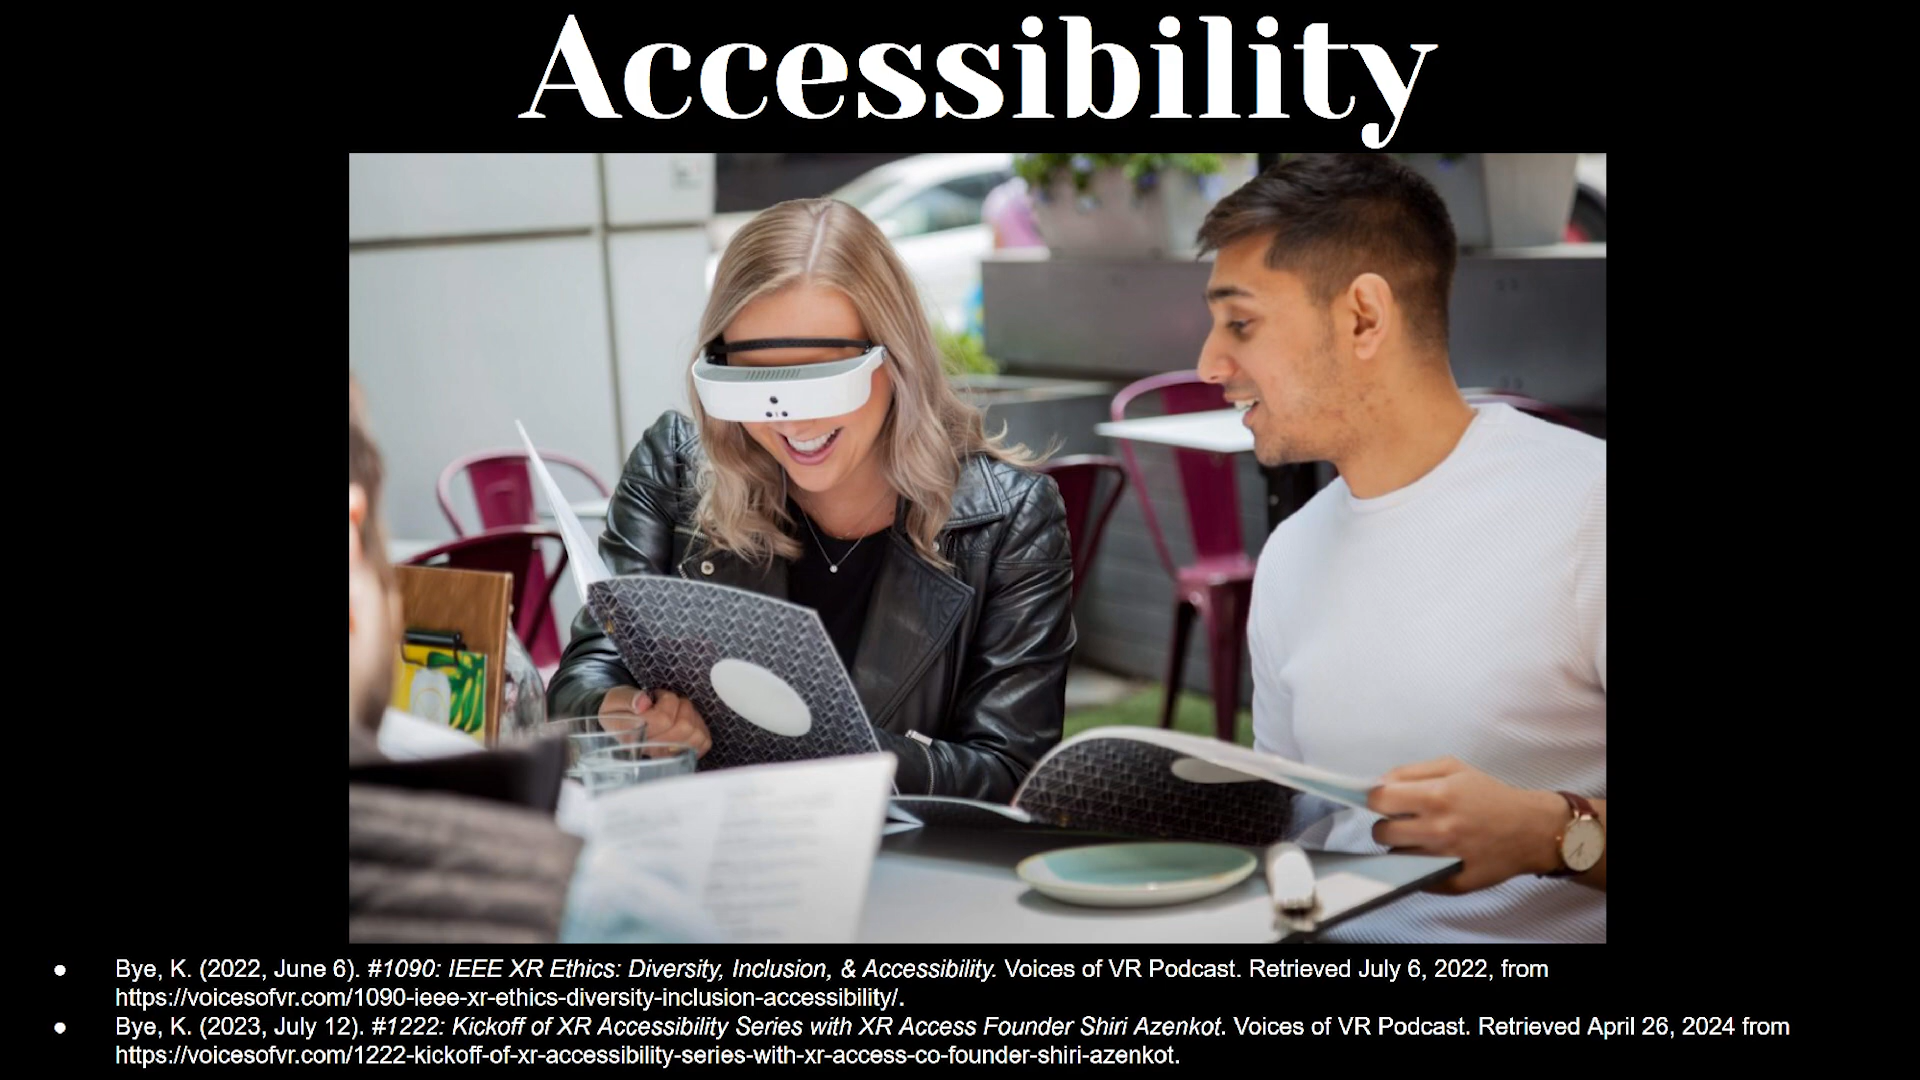 Accessibility
● Bye, K. (2022, June 6). #1090: IEEE XR Ethics: Diversity, Inclusion, & Accessibility. Voices of VR Podcast. Retrieved July 6, 2022, from
https://voicesofvr.com/1090-ieee-xr-ethics-diversity-inclusion-accessibility/.
● Bye, K. (2023, July 12). #1222: Kickoff of XR Accessibility Series with XR Access Founder Shiri Azenkot. Voices of VR Podcast. Retrieved April 26, 2024 from
https://voicesofvr.com/1222-kickoff-of-xr-accessibility-series-with-xr-access-co-founder-shiri-azenkot.